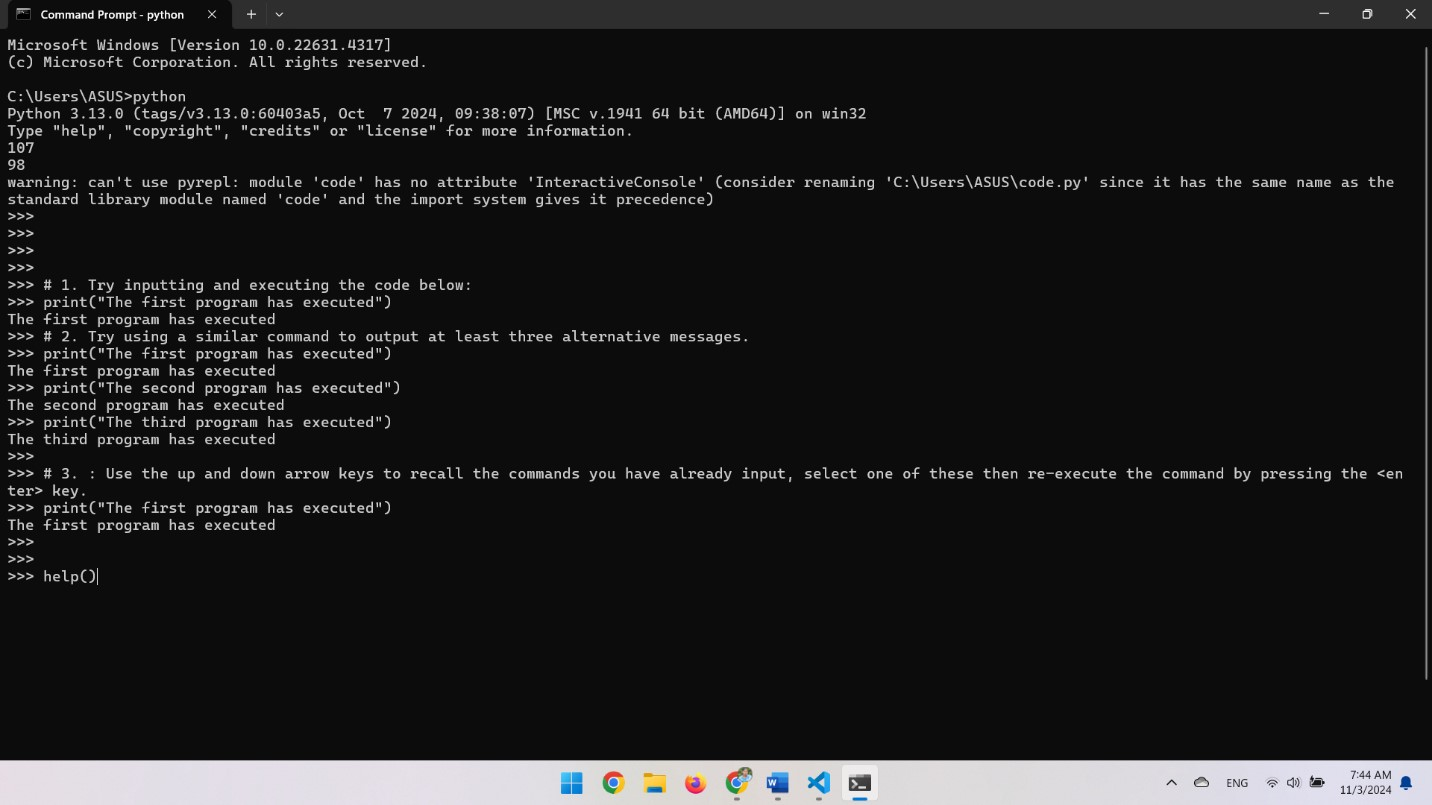 Command Prompt - python
Microsoft Windows [Version 10.0.22631.4317]
(c) Microsoft Corporation. All rights reserved.
C:\Users\ASUS>python
Python 3.13.0 (tags/v3.13.0:60403a5, Oct  7 2024, 09:38:07) [MSC v.1941 64 bit (AMD64)] on win32
Type "help", "copyright", "credits" or "license" for more information.
107
98
warning: can't use pyrepl: module 'code' has no attribute 'InteractiveConsole' (consider renaming 'C:\Users\ASUS\code.py' since it has the same name as the
standard library module named 'code' and the import system gives it precedence)
>>>
>>>
>>>
>>>
>>> # 1. Try inputting and executing the code below:
>>> print("The first program has executed")
The first program has executed
>>> # 2. Try using a similar command to output at least three alternative messages.
>>> print("The first program has executed")
The first program has executed
>>> print("The second program has executed")
The second program has executed
>>> print("The third program has executed")
The third program has executed
>>>
>>> # 3. : Use the up and down arrow keys to recall the commands you have already input, select one of these then re-execute the command by pressing the <en
ter> key.
>>> print("The first program has executed")
The first program has executed
>>>
>>>
>>> help()
ENG
7:44 AM
11/3/2024